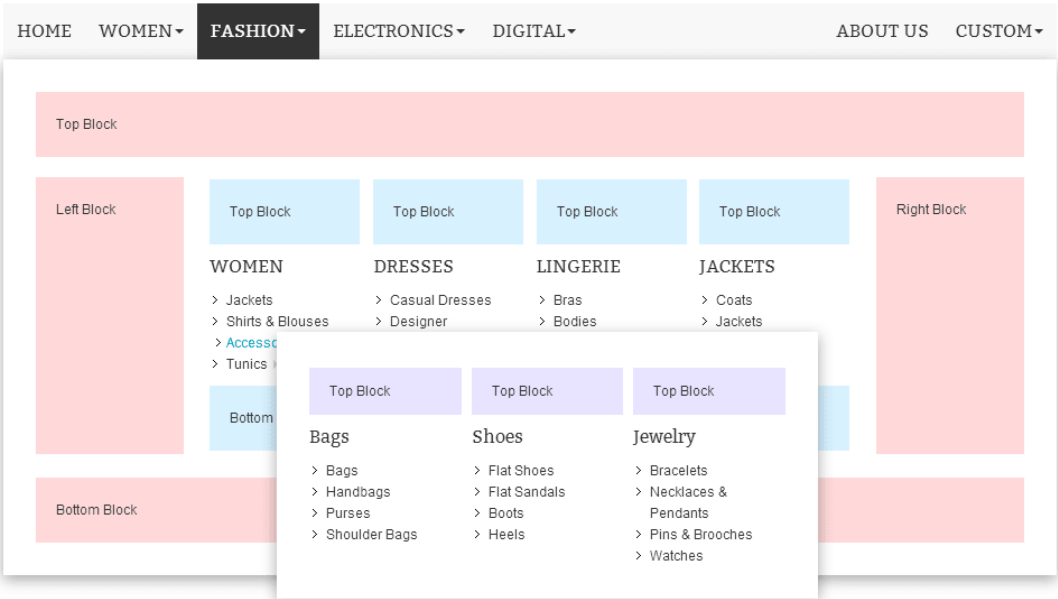 HOME WOMEN FASHION ELECTRONICS DIGITAL ABOUT US CUSTOM
Top Block
Left Block
Top Block Top Block Top Block Top Block
Right Block
WOMEN DRESSES LINGERIE JACKETS
Jackets Casual Dresses Bras Coats
Shirts & Blouses Designer Bodies Jackets
Accesso
Tunics
Bottom
Bottom Block
Top Block Top Block Top Block
Bags Shoes Jewelry
Bags Flat Shoes Bracelets
Handbags Flat Sandals Necklaces &
Purses Boots Pendants
Shoulder Bags Heels Pins & Brooches
Watches